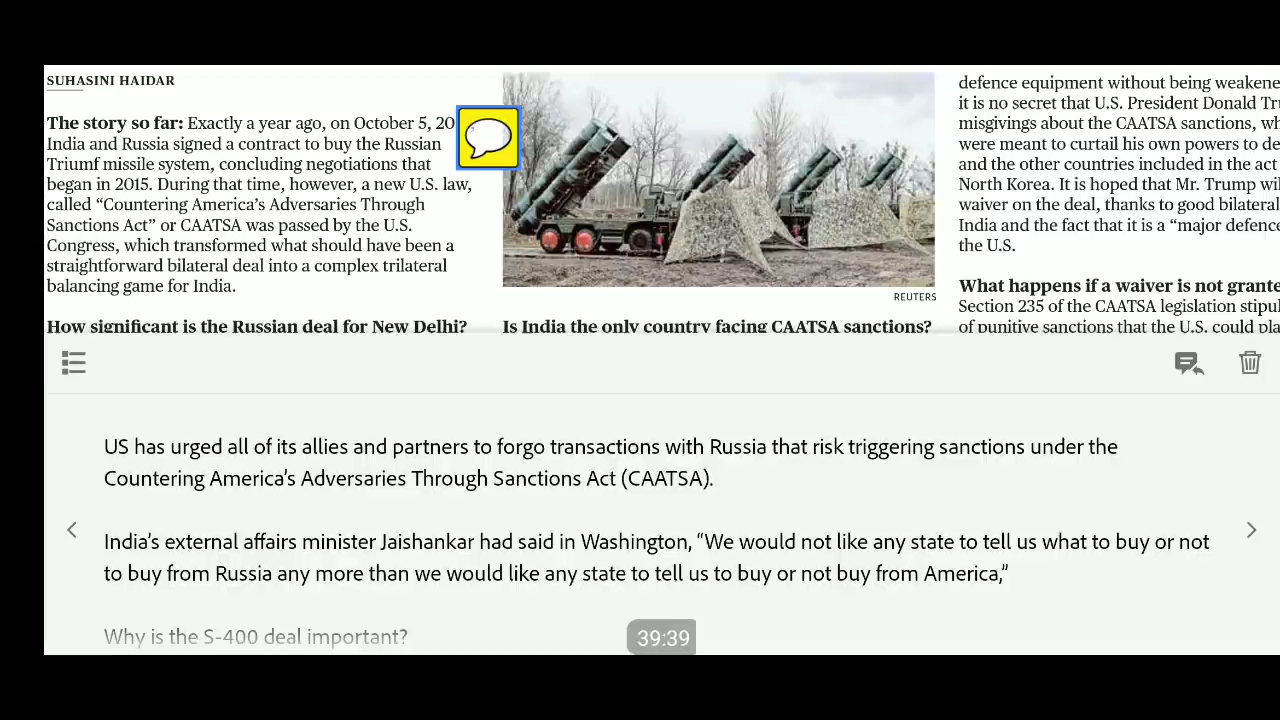 SUHASINI HAIDAR
The story so far: Exactly a year ago, on October 5, 20
India and Russia signed a contract to buy the Russian
Triumf missile system, concluding negotiations that
began in 2015. During that time, however, a new U.S. law,
called “Countering America’s Adversaries Through
Sanctions Act” or CAATSA was passed by the U.S.
Congress, which transformed what should have been a
straightforward bilateral deal into a complex trilateral
balancing game for India.
How significant is the Russian deal for New Delhi?
REUTERS
Is India the only country facing CAATSA sanctions?
defence equipment without being weakene
it is no secret that U.S. President Donald Tru
misgivings about the CAATSA sanctions, wh
were meant to curtail his own powers to de
and the other countries included in the act
North Korea. It is hoped that Mr. Trump wil
waiver on the deal, thanks to good bilateral
India and the fact that it is a “major defence
the U.S.
What happens if a waiver is not grante
Section 235 of the CAATSA legislation stipul
of punitive sanctions that the U.S. could pla
US has urged all of its allies and partners to forgo transactions with Russia that risk triggering sanctions under the
Countering America’s Adversaries Through Sanctions Act (CAATSA).
India’s external affairs minister Jaishankar had said in Washington, “We would not like any state to tell us what to buy or not
to buy from Russia any more than we would like any state to tell us to buy or not buy from America,”
Why is the S-400 deal important?
39:39